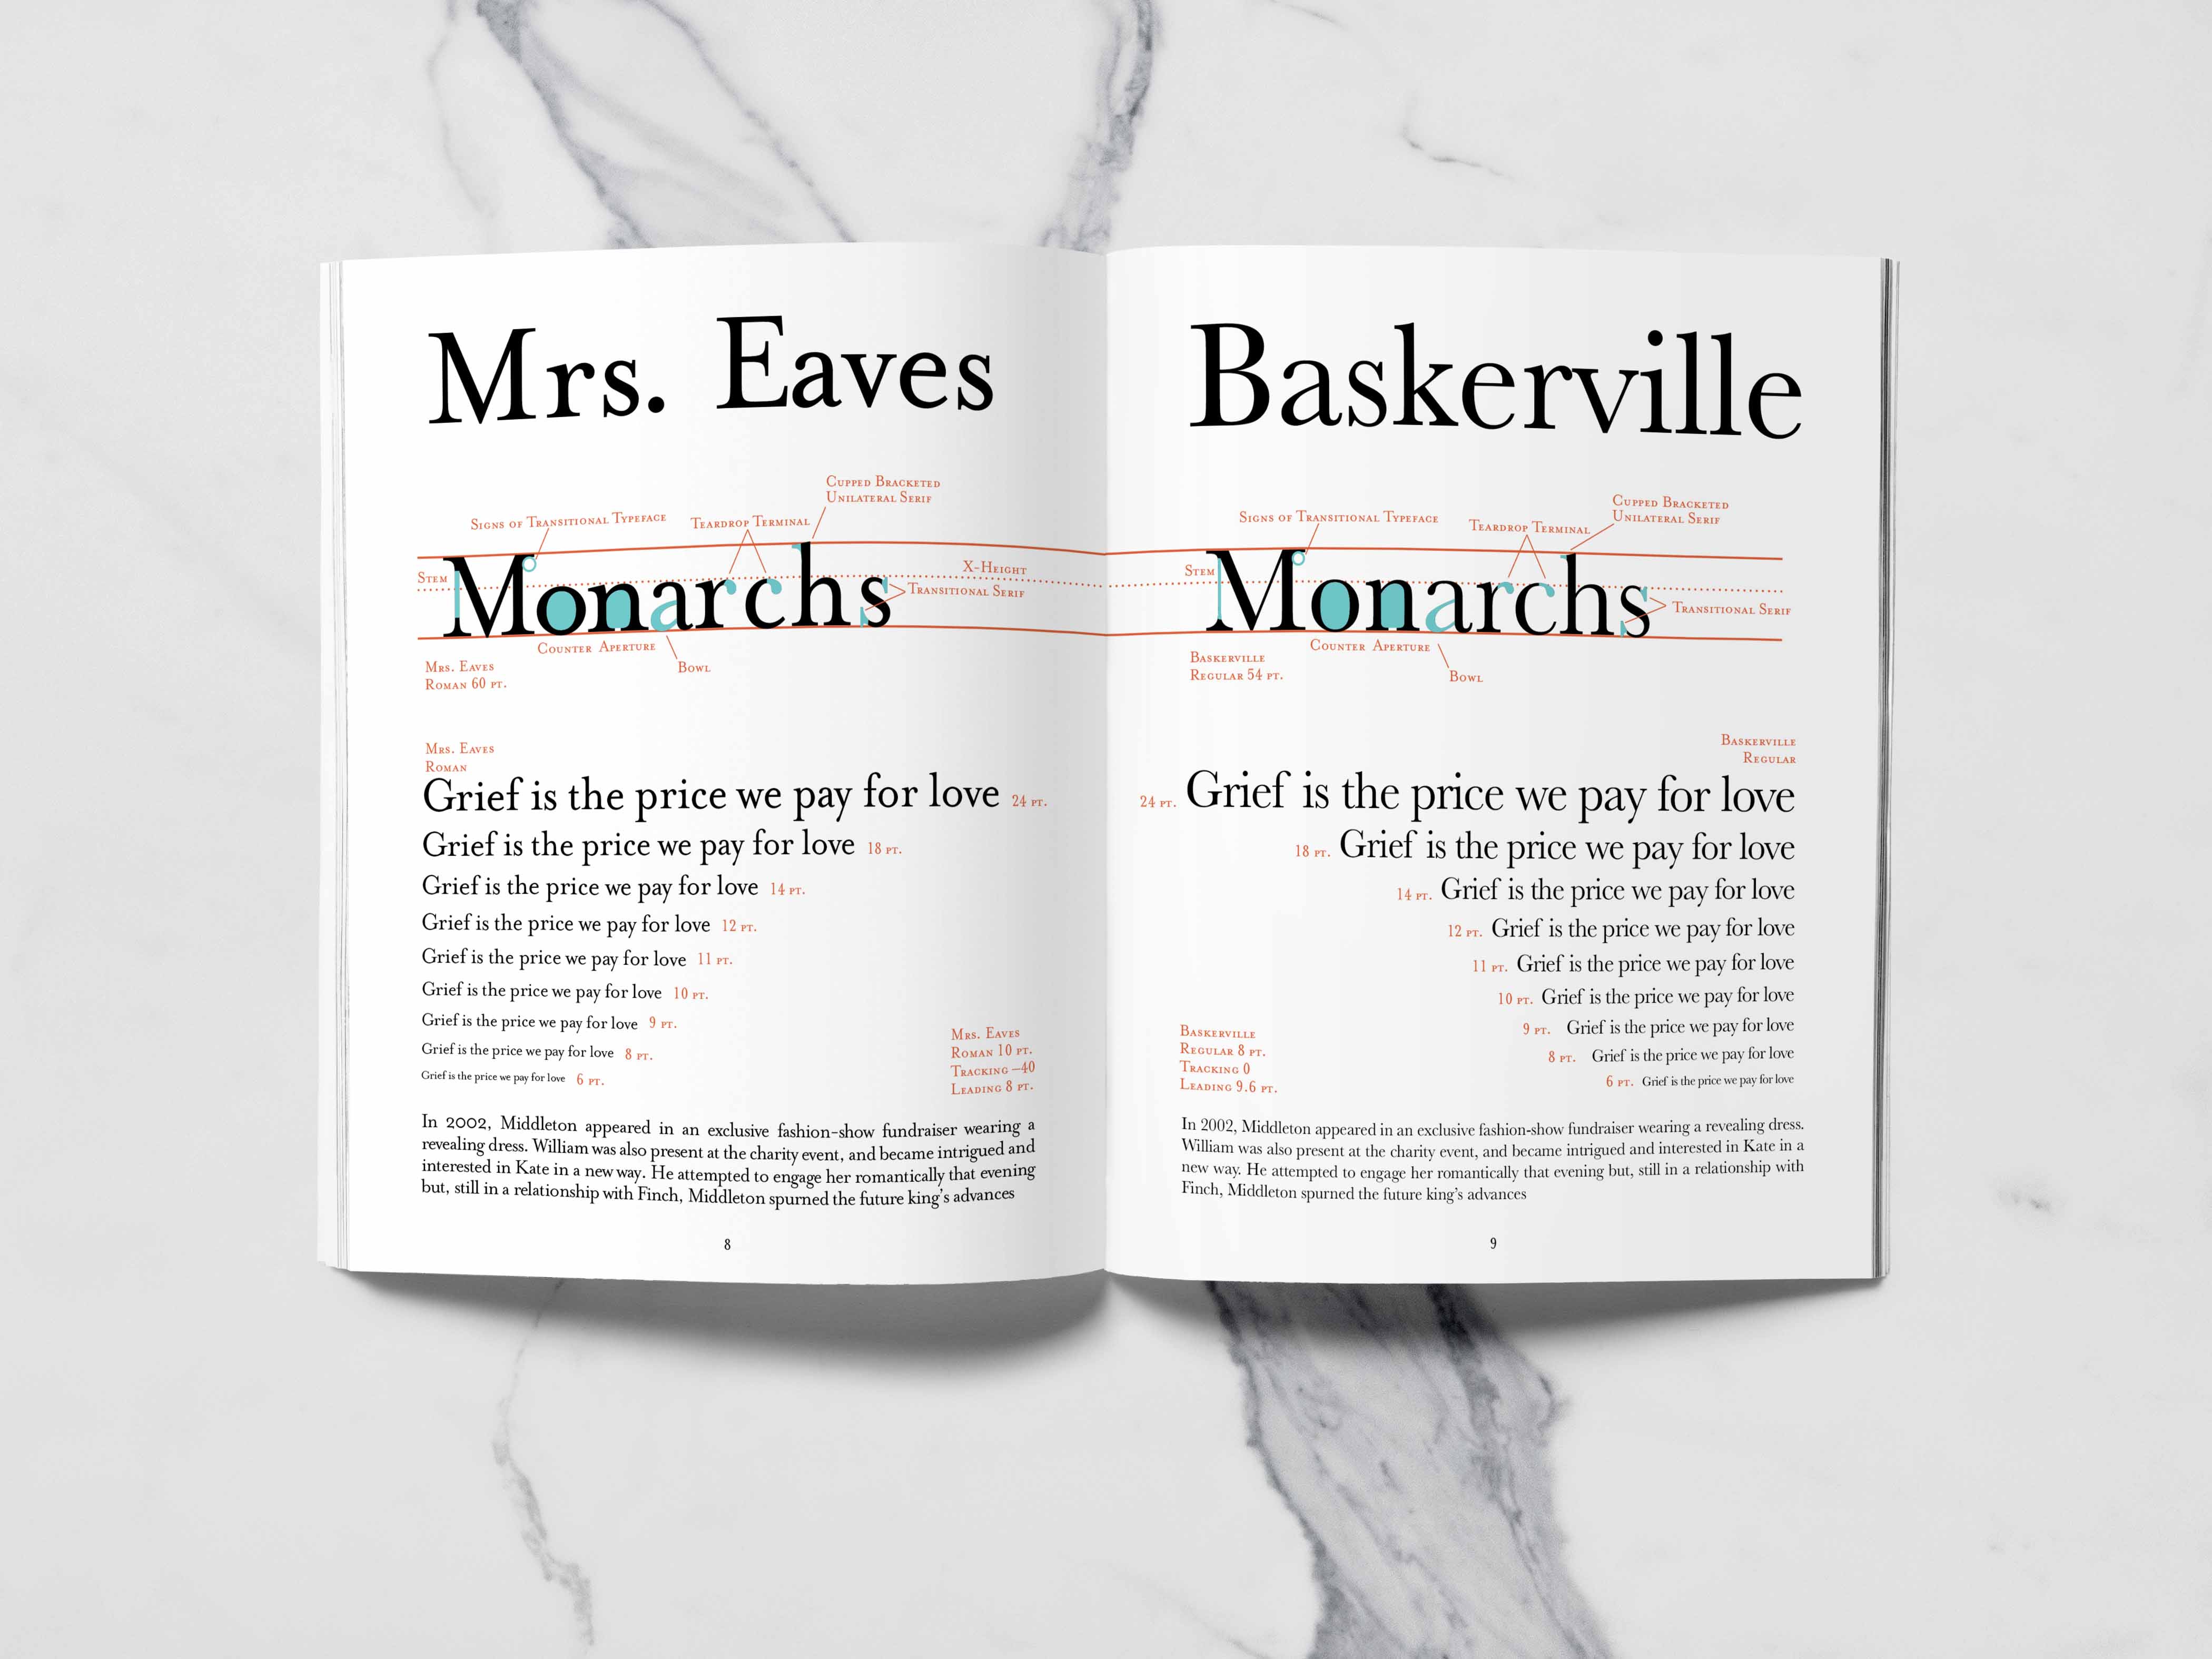 Mrs. Eaves
Cupped Bracketed
Unilateral Serif
Signs of Transitional Typeface
Teardrop Terminal
Stem
Monarchs
X-Height
Transitional Serif
Counter
Aperture
Bowl
Mrs. Eaves
Roman 60 pt.
Mrs. Eaves
Roman
Grief is the price we pay for love 24 pt.
Grief is the price we pay for love 18 pt.
Grief is the price we pay for love 14 pt.
Grief is the price we pay for love 12 pt.
Grief is the price we pay for love 11 pt.
Grief is the price we pay for love 10 pt.
Grief is the price we pay for love 9 pt.
Grief is the price we pay for love 8 pt.
Grief is the price we pay for love 6 pt.
Mrs. Eaves
Roman 10 pt.
Tracking –40
Leading 8 pt.
In 2002, Middleton appeared in an exclusive fashion-show fundraiser wearing a
revealing dress. William was also present at the charity event, and became intrigued and
interested in Kate in a new way. He attempted to engage her romantically that evening
but, still in a relationship with Finch, Middleton spurned the future king's advances
8
Baskerville
Cupped Bracketed
Unilateral Serif
Signs of Transitional Typeface
Teardrop Terminal
Stem
Monarchs
Transitional Serif
Counter
Aperture
Bowl
Baskerville
Regular 54 pt.
Baskerville
Regular
24 pt. Grief is the price we pay for love
18 pt. Grief is the price we pay for love
14 pt. Grief is the price we pay for love
12 pt. Grief is the price we pay for love
11 pt. Grief is the price we pay for love
10 pt. Grief is the price we pay for love
9 pt. Grief is the price we pay for love
8 pt. Grief is the price we pay for love
6 pt. Grief is the price we pay for love
Baskerville
Regular 8 pt.
Tracking 0
Leading 9.6 pt.
In 2002, Middleton appeared in an exclusive fashion-show fundraiser wearing a revealing dress.
William was also present at the charity event, and became intrigued and interested in Kate in a
new way. He attempted to engage her romantically that evening but, still in a relationship with
Finch, Middleton spurned the future king's advances
9